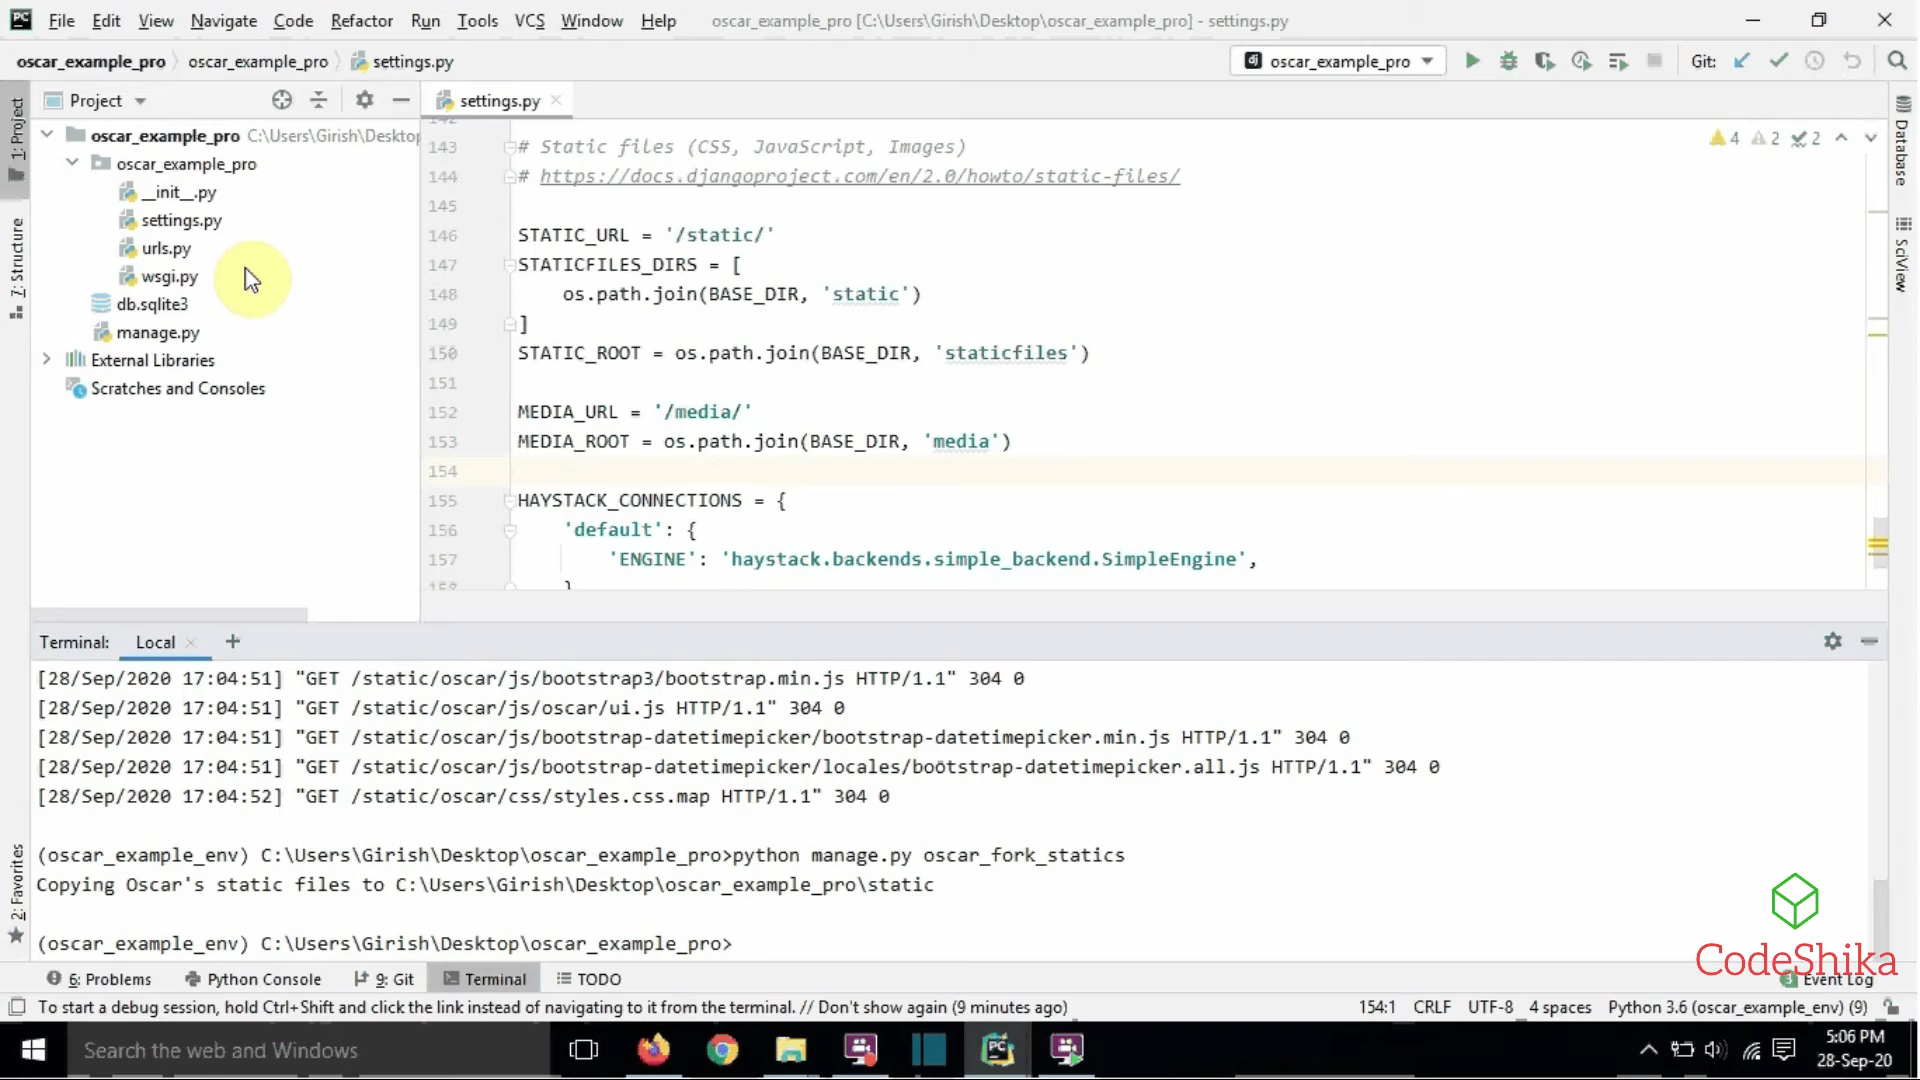 PC File Edit View Navigate Code Refactor Run Tools VCS Window Help oscar_example_pro [C:\Users\Girish\Desktop\oscar_example_pro] - settings.py
oscar_example_pro oscar_example_pro settings.py dj oscar_example_pro Git:
1: Project
7: Structure
2: Favorites
Project
oscar_example_pro C:\Users\Girish\Desktop
oscar_example_pro
__init__.py
settings.py
urls.py
wsgi.py
db.sqlite3
manage.py
External Libraries
Scratches and Consoles
settings.py
4 2 2
143 # Static files (CSS, JavaScript, Images)
144 # https://docs.djangoproject.com/en/2.0/howto/static-files/
145
146 STATIC_URL = '/static/'
147 STATICFILES_DIRS = [
148 os.path.join(BASE_DIR, 'static')
149 ]
150 STATIC_ROOT = os.path.join(BASE_DIR, 'staticfiles')
151
152 MEDIA_URL = '/media/'
153 MEDIA_ROOT = os.path.join(BASE_DIR, 'media')
154
155 HAYSTACK_CONNECTIONS = {
156 'default': {
157 'ENGINE': 'haystack.backends.simple_backend.SimpleEngine',
Database
SciView
Terminal: Local +
[28/Sep/2020 17:04:51] "GET /static/oscar/js/bootstrap3/bootstrap.min.js HTTP/1.1" 304 0
[28/Sep/2020 17:04:51] "GET /static/oscar/js/oscar/ui.js HTTP/1.1" 304 0
[28/Sep/2020 17:04:51] "GET /static/oscar/js/bootstrap-datetimepicker/bootstrap-datetimepicker.min.js HTTP/1.1" 304 0
[28/Sep/2020 17:04:51] "GET /static/oscar/js/bootstrap-datetimepicker/locales/bootstrap-datetimepicker.all.js HTTP/1.1" 304 0
[28/Sep/2020 17:04:52] "GET /static/oscar/css/styles.css.map HTTP/1.1" 304 0
(oscar_example_env) C:\Users\Girish\Desktop\oscar_example_pro>python manage.py oscar_fork_statics
Copying Oscar's static files to C:\Users\Girish\Desktop\oscar_example_pro\static
(oscar_example_env) C:\Users\Girish\Desktop\oscar_example_pro>
CodeShika
6: Problems Python Console 9: Git Terminal TODO 3 Event Log
To start a debug session, hold Ctrl+Shift and click the link instead of navigating to it from the terminal. // Don't show again (9 minutes ago) 154:1 CRLF UTF-8 4 spaces Python 3.6 (oscar_example_env) (9)
Search the web and Windows
PC
5:06 PM
28-Sep-20